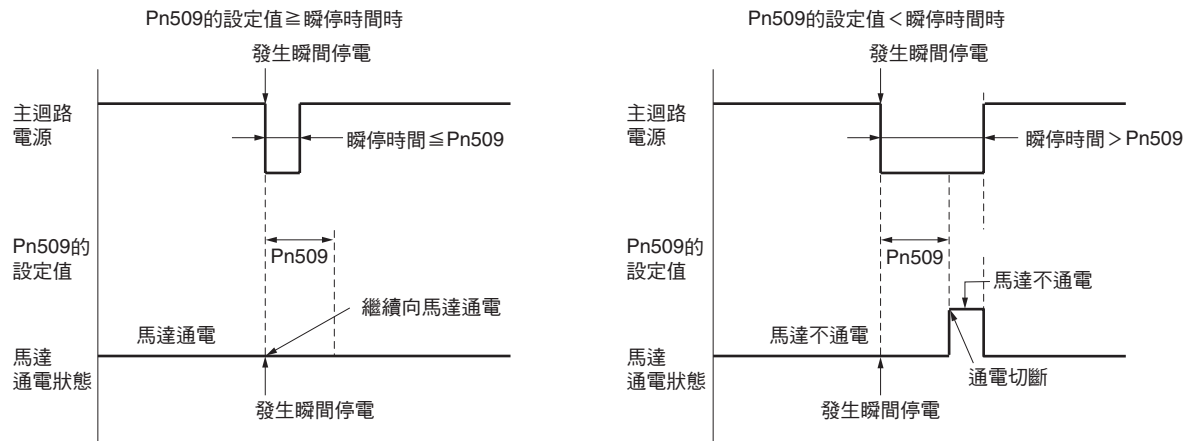 Pn509的設定值≧瞬停時間時
發生瞬間停電
主迴路
電源
瞬停時間≦Pn509
Pn509的
設定值
Pn509
繼續向馬達通電
馬達通電
馬達
通電狀態
發生瞬間停電
Pn509的設定值＜瞬停時間時
發生瞬間停電
主迴路
電源
瞬停時間＞Pn509
Pn509的
設定值
Pn509
馬達不通電
馬達不通電
馬達
通電狀態
通電切斷
發生瞬間停電